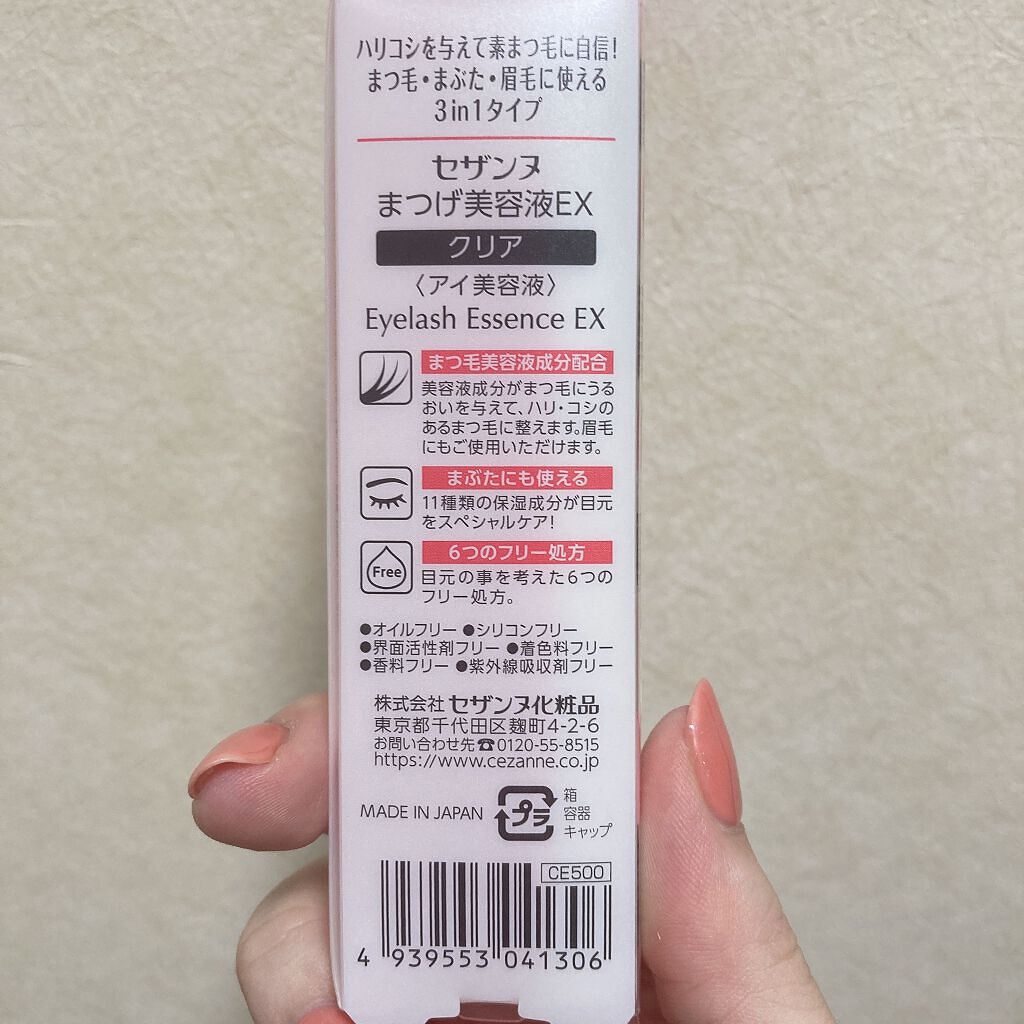 ハリコシを与えて素まつ毛に自信!
まつ毛・まぶた・眉毛に使える
3in1タイプ
セザンヌ
まつげ美容液EX
クリア
〈アイ美容液〉
Eyelash Essence EX
まつ毛美容液成分配合
美容液成分がまつ毛にうる
おいを与えて、ハリ・コシの
あるまつ毛に整えます。眉毛
にもご使用いただけます。
まぶたにも使える
11種類の保湿成分が目元
をスペシャルケア!
Free
6つのフリー処方
目元の事を考えた6つの
フリー処方。
●オイルフリー ●シリコンフリー
●界面活性剤フリー ●着色料フリー
●香料フリー ●紫外線吸収剤フリー
株式会社 セザンヌ化粧品
東京都千代田区麹町4-2-6
お問い合わせ先☎0120-55-8515
https://www.cezanne.co.jp
MADE IN JAPAN プラ 箱
容器
キャップ
CE500
4 939553 041306